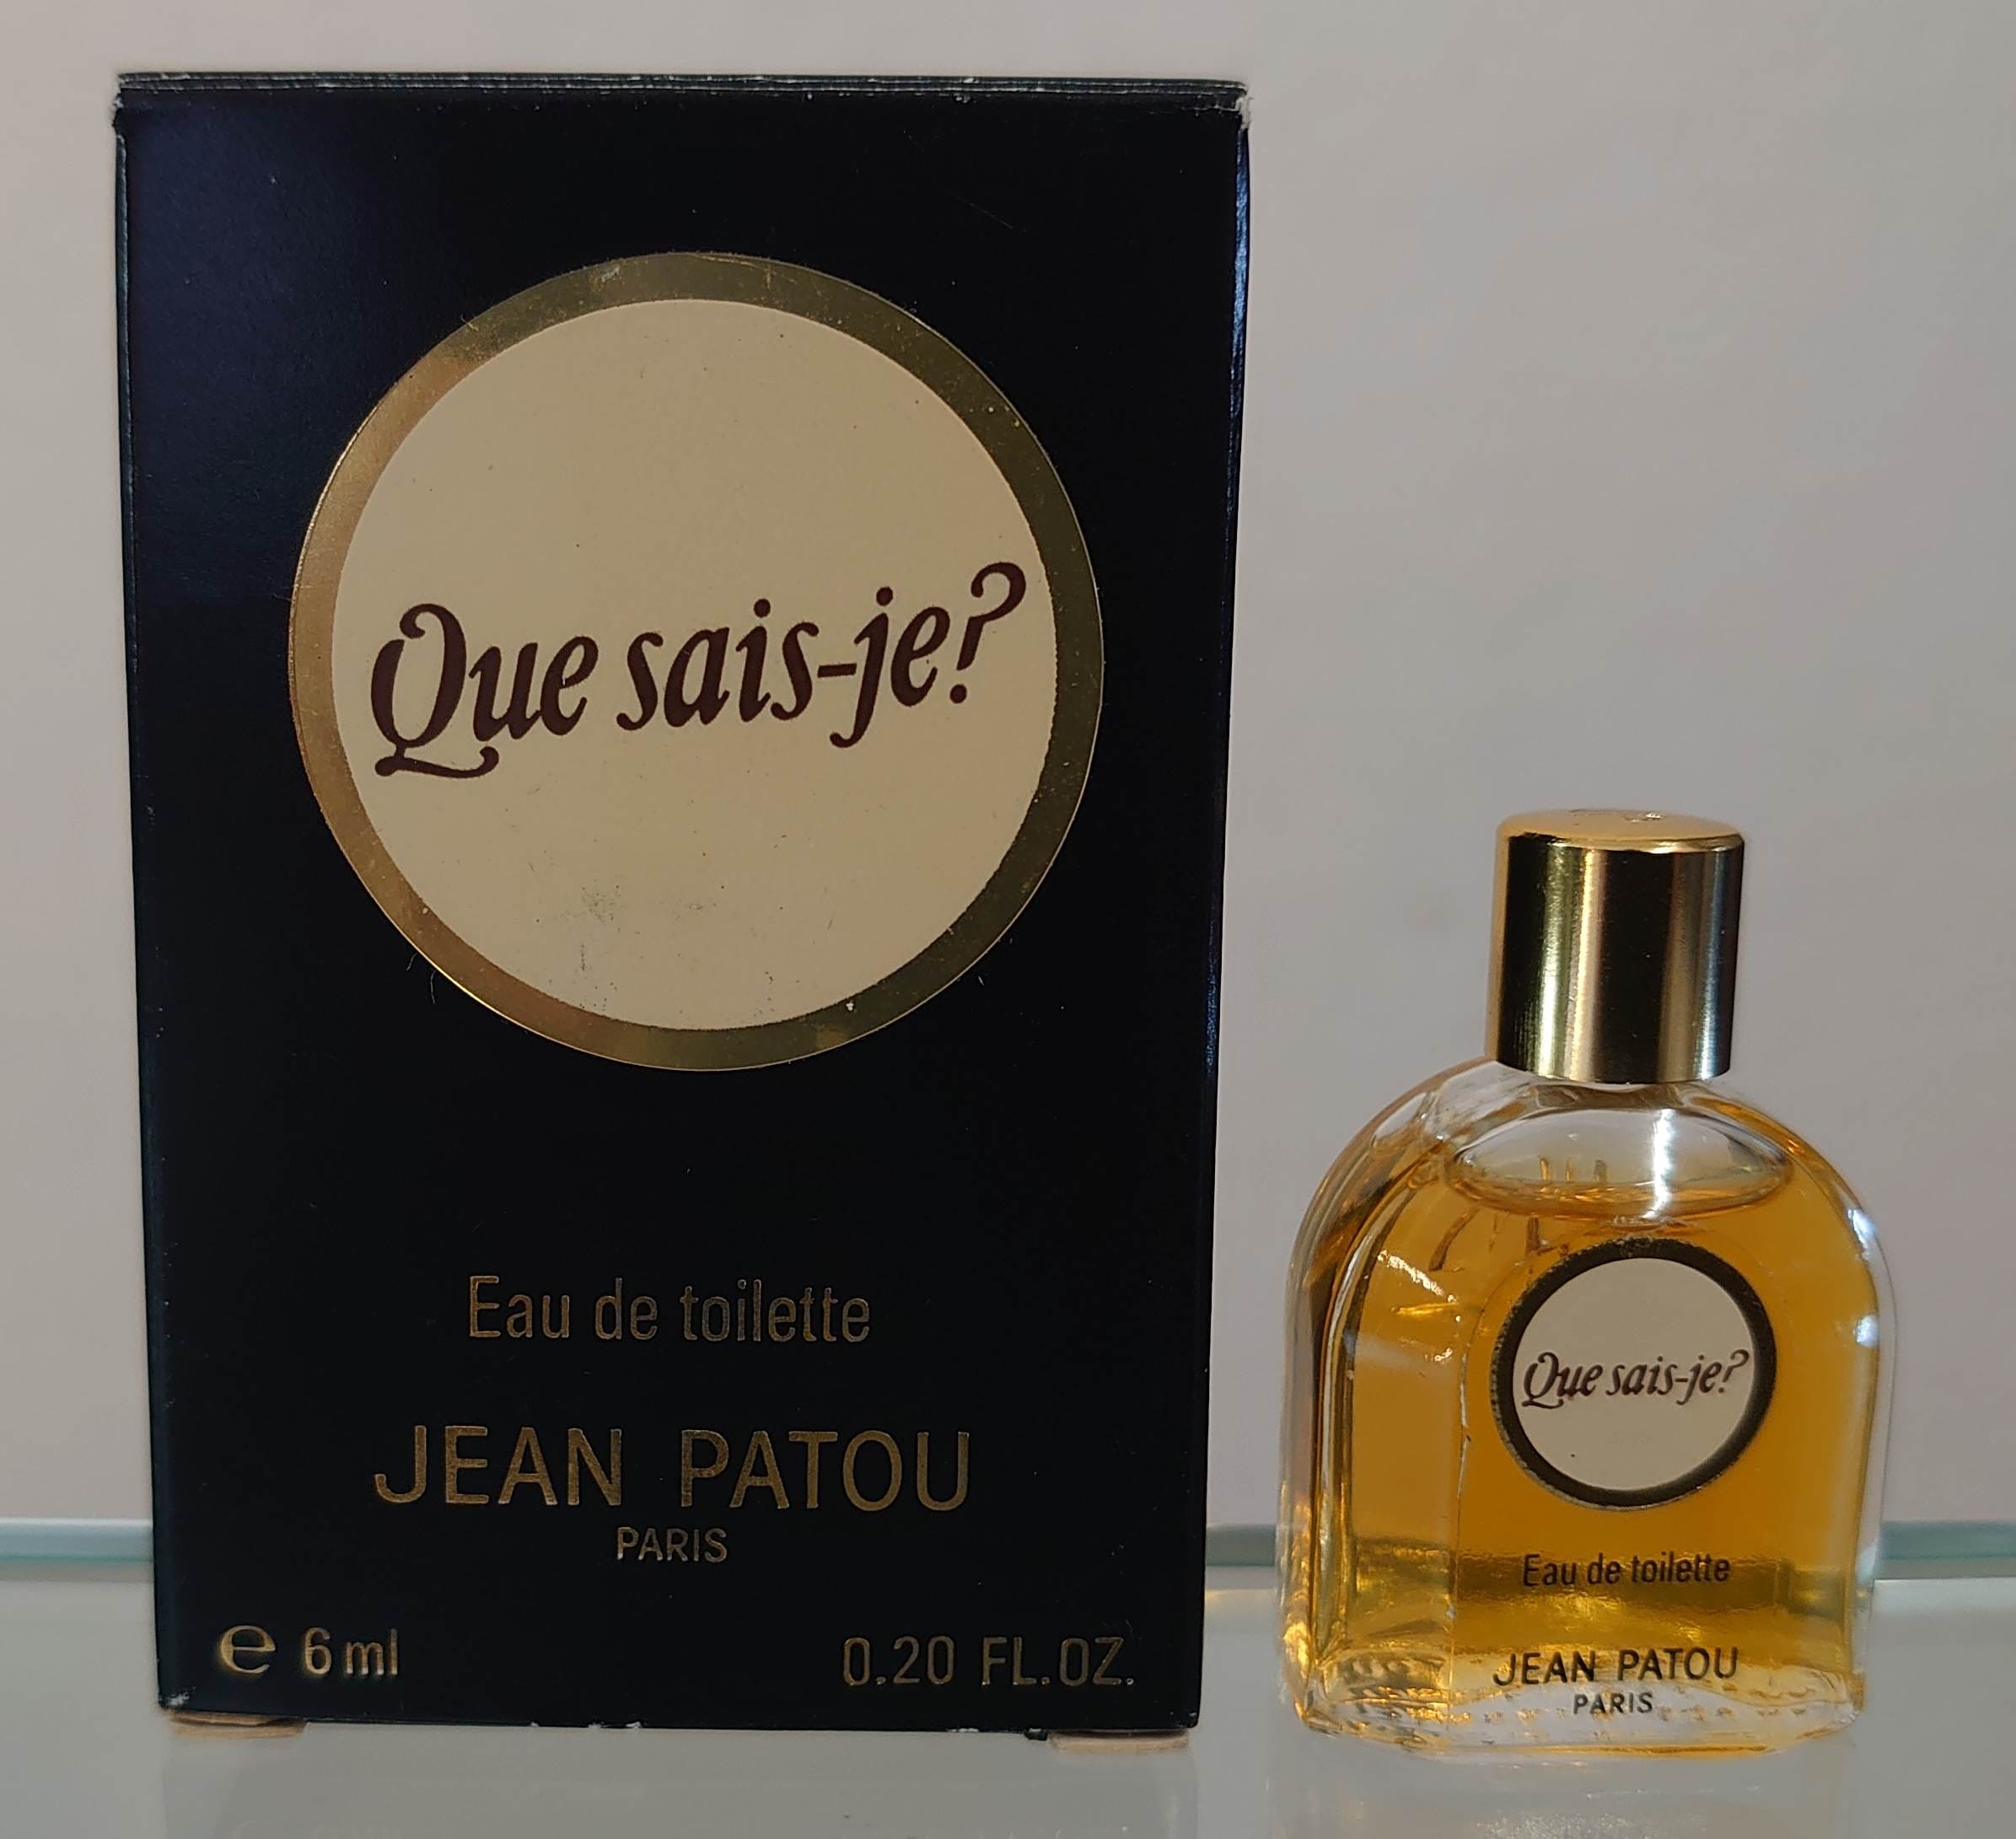 Que sais-je?
Eau de toilette
JEAN PATOU
PARIS
℮ 6 ml 0.20 FL.OZ.
Que sais-je?
Eau de toilette
JEAN PATOU
PARIS